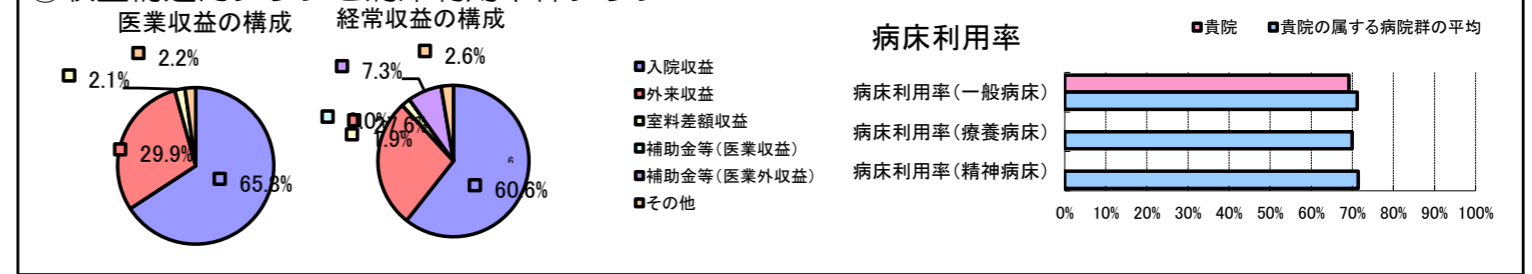 医業収益の構成
2.2%
2.1%
29.9%
65.8%
経常収益の構成
2.6%
7.3%
27.6%
1.9%
60.6%
入院収益
外来収益
室料差額収益
補助金等(医業収益)
補助金等(医業外収益)
その他
病床利用率
貴院
貴院の属する病院群の平均
病床利用率(一般病床)
病床利用率(療養病床)
病床利用率(精神病床)
0% 10% 20% 30% 40% 50% 60% 70% 80% 90% 100%